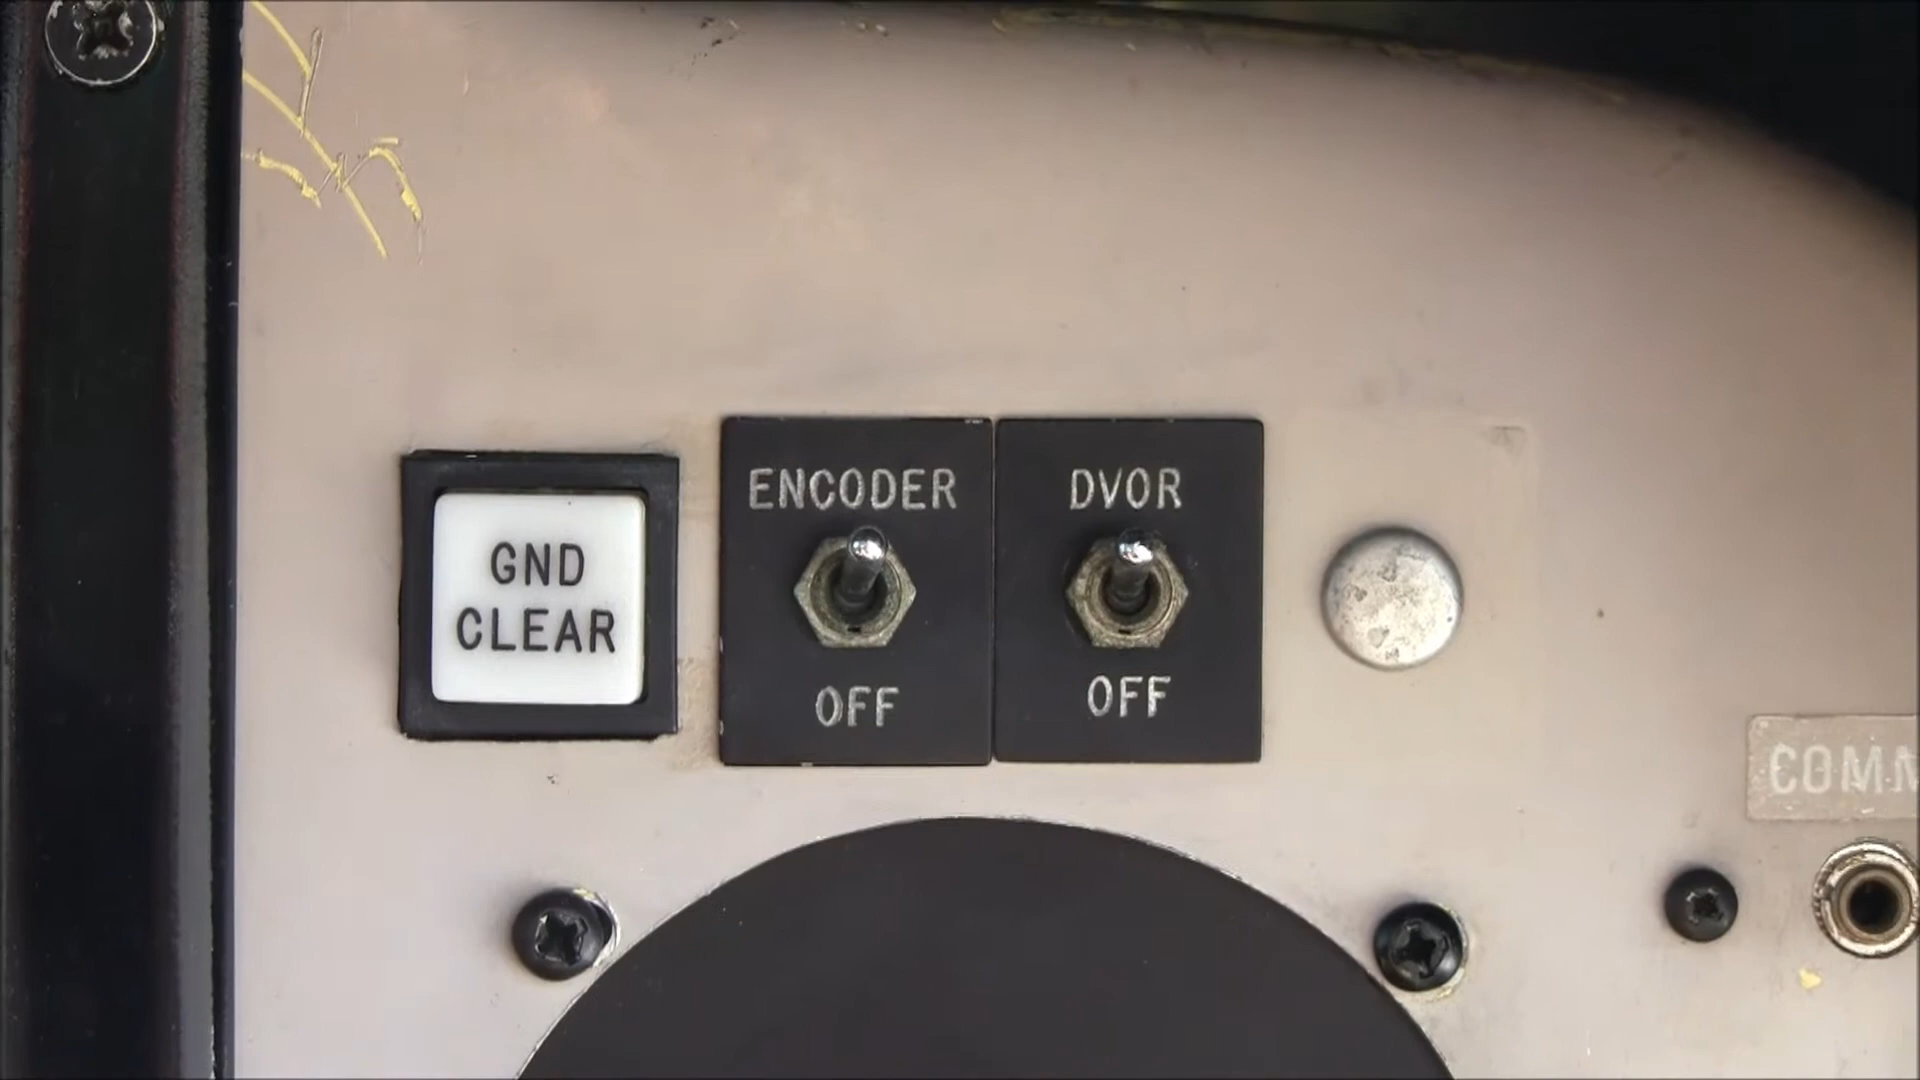 GND
CLEAR
ENCODER
OFF
DVOR
OFF
COMM